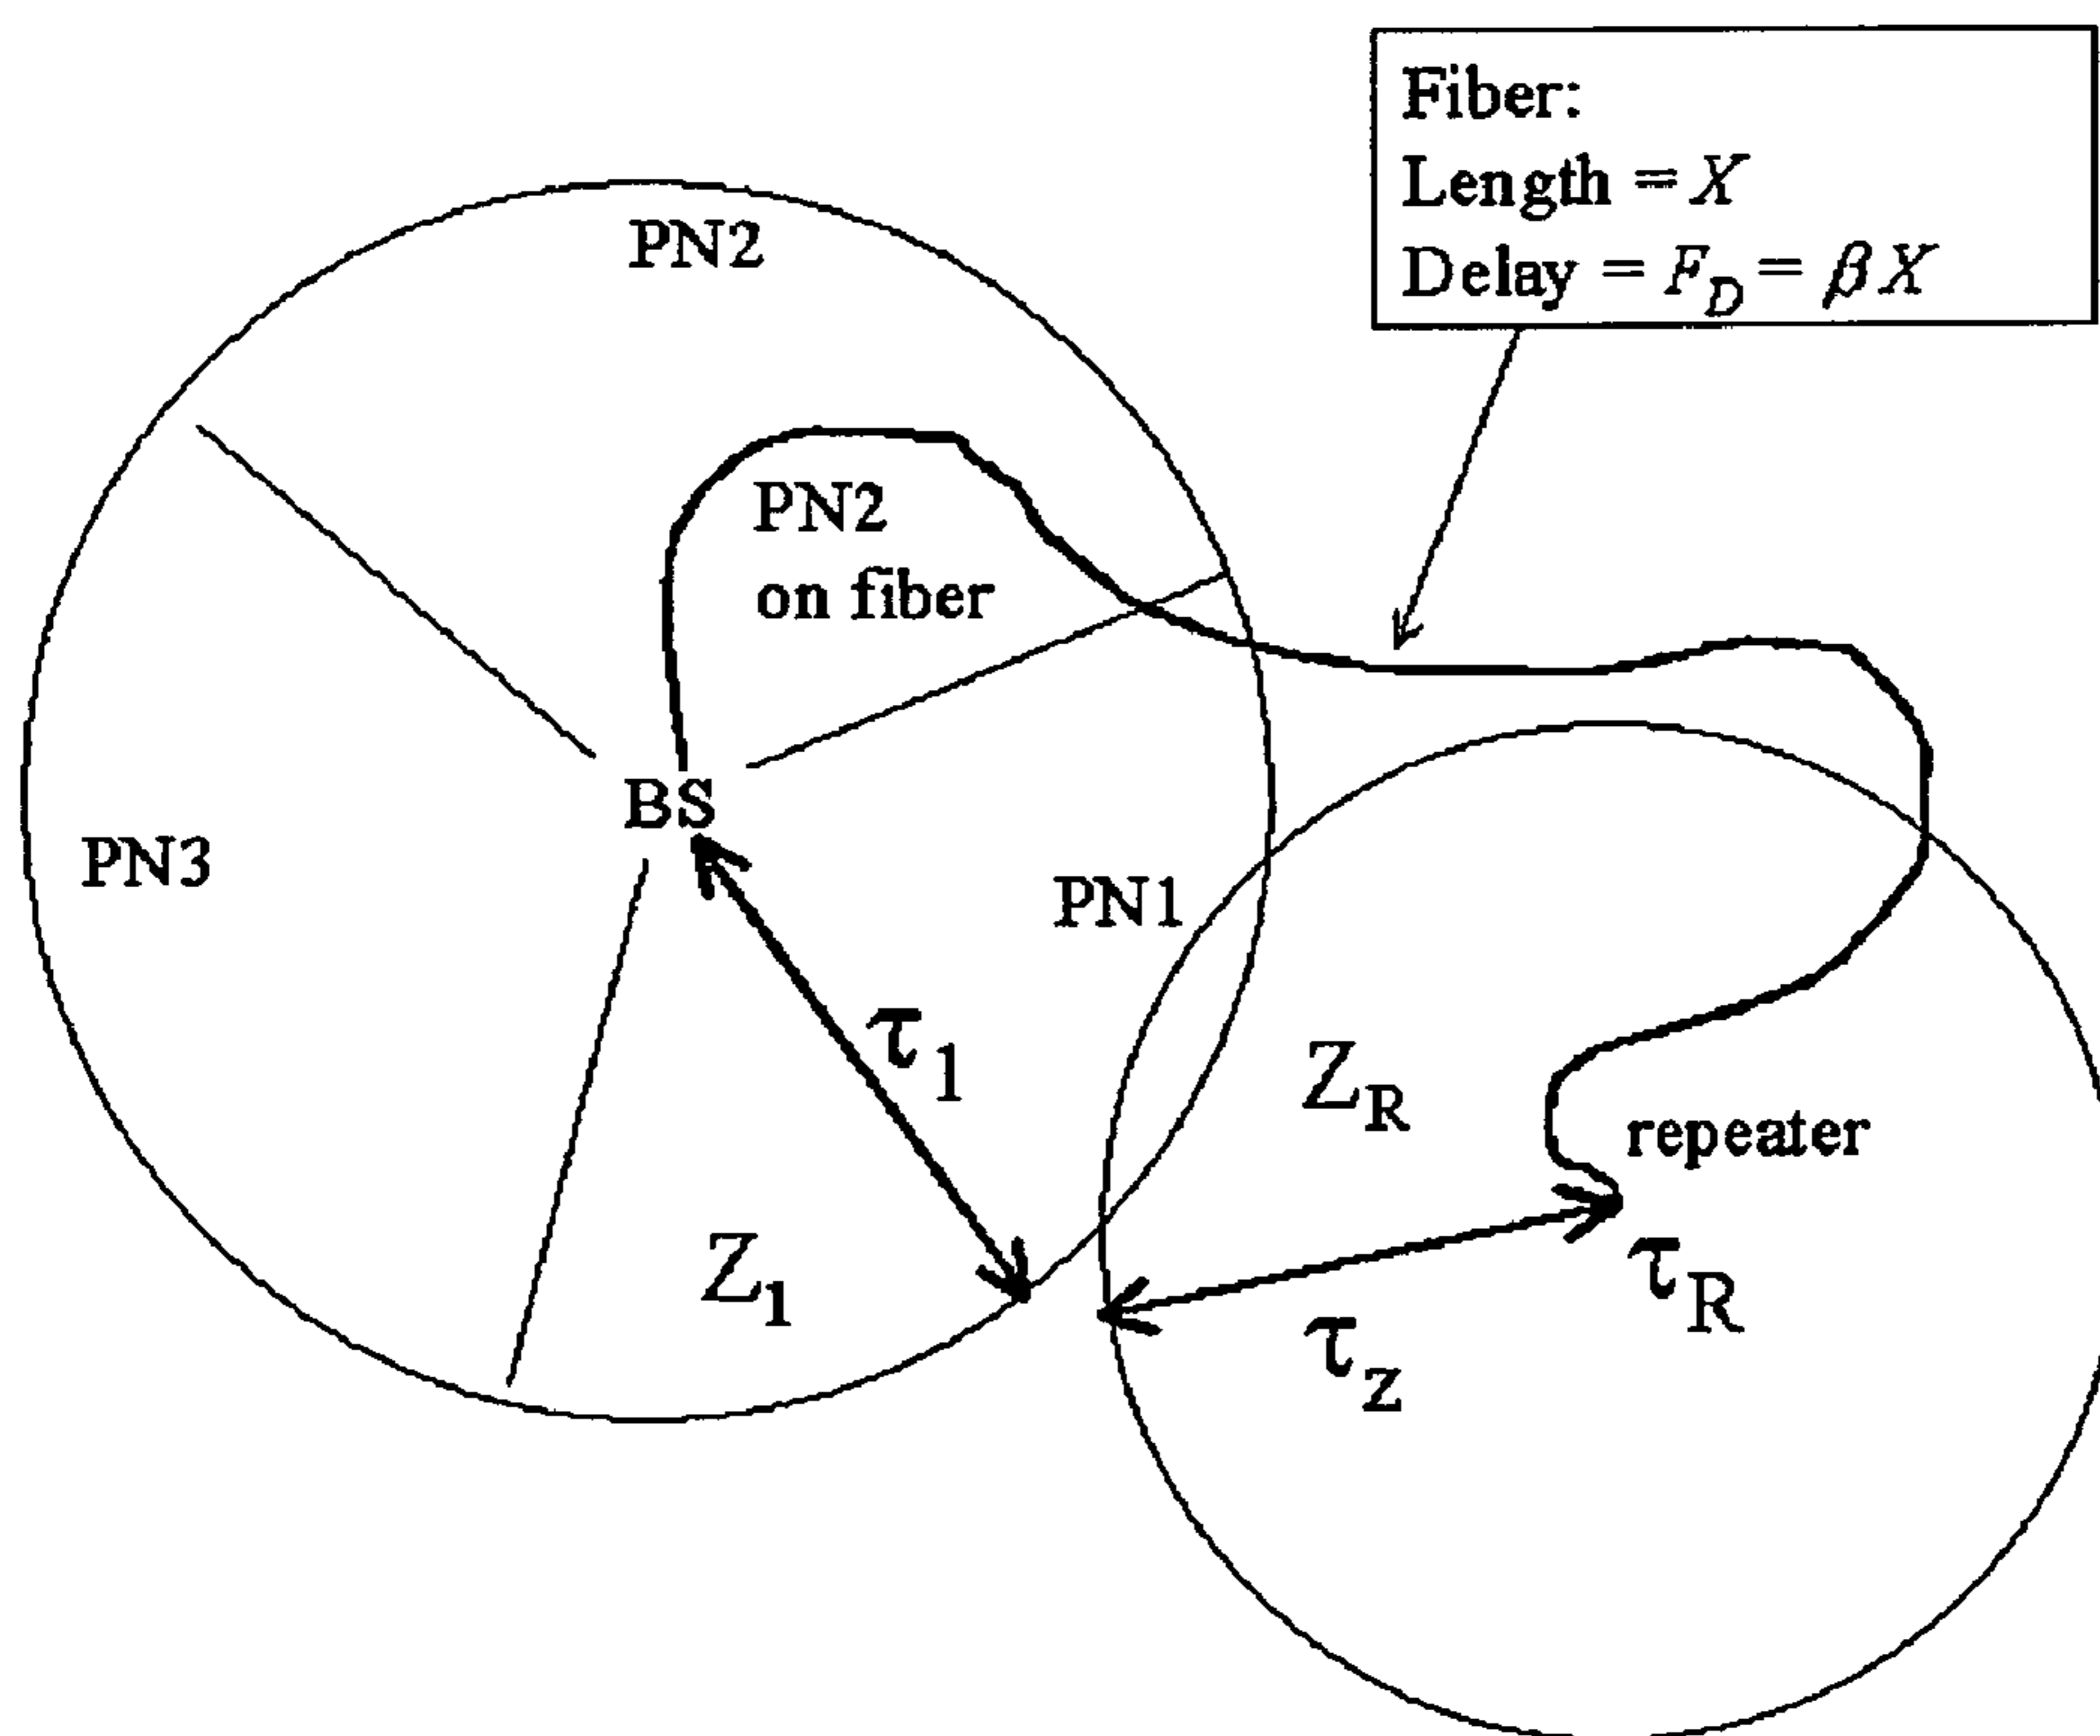 Fiber:
Length = X
Delay = F_D = βX
PN2
PN2
on fiber
BS
PN3
PN1
τ_1
Z_R
repeater
Z_1
τ_R
τ_z